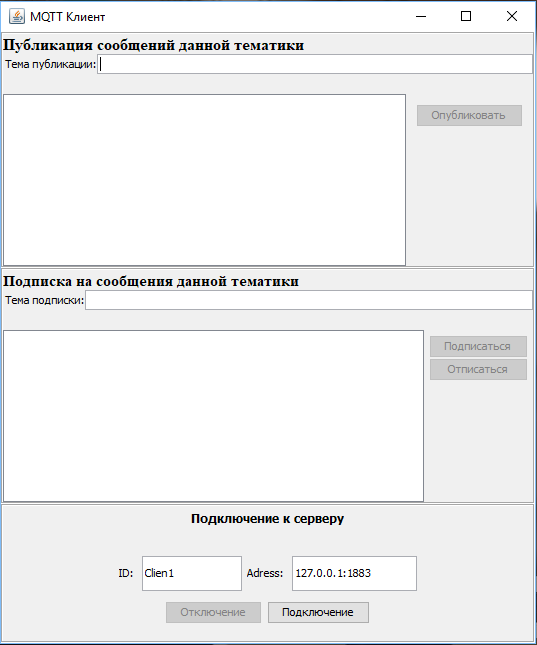 MQTT Клиент
Публикация сообщений данной тематики
Тема публикации:
Опубликовать
Подписка на сообщения данной тематики
Тема подписки:
Подписаться
Отписаться
Подключение к серверу
ID: Clien1 Adress: 127.0.0.1:1883
Отключение Подключение